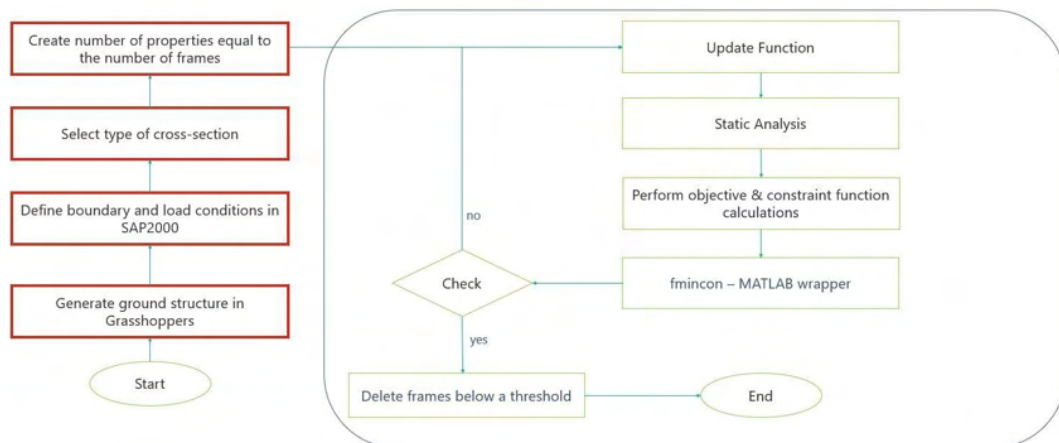 Create number of properties equal to
the number of frames
Select type of cross-section
Define boundary and load conditions in
SAP2000
Generate ground structure in
Grasshoppers
Start
Update Function
Static Analysis
Perform objective & constraint function
calculations
fmincon – MATLAB wrapper
no
Check
yes
Delete frames below a threshold
End